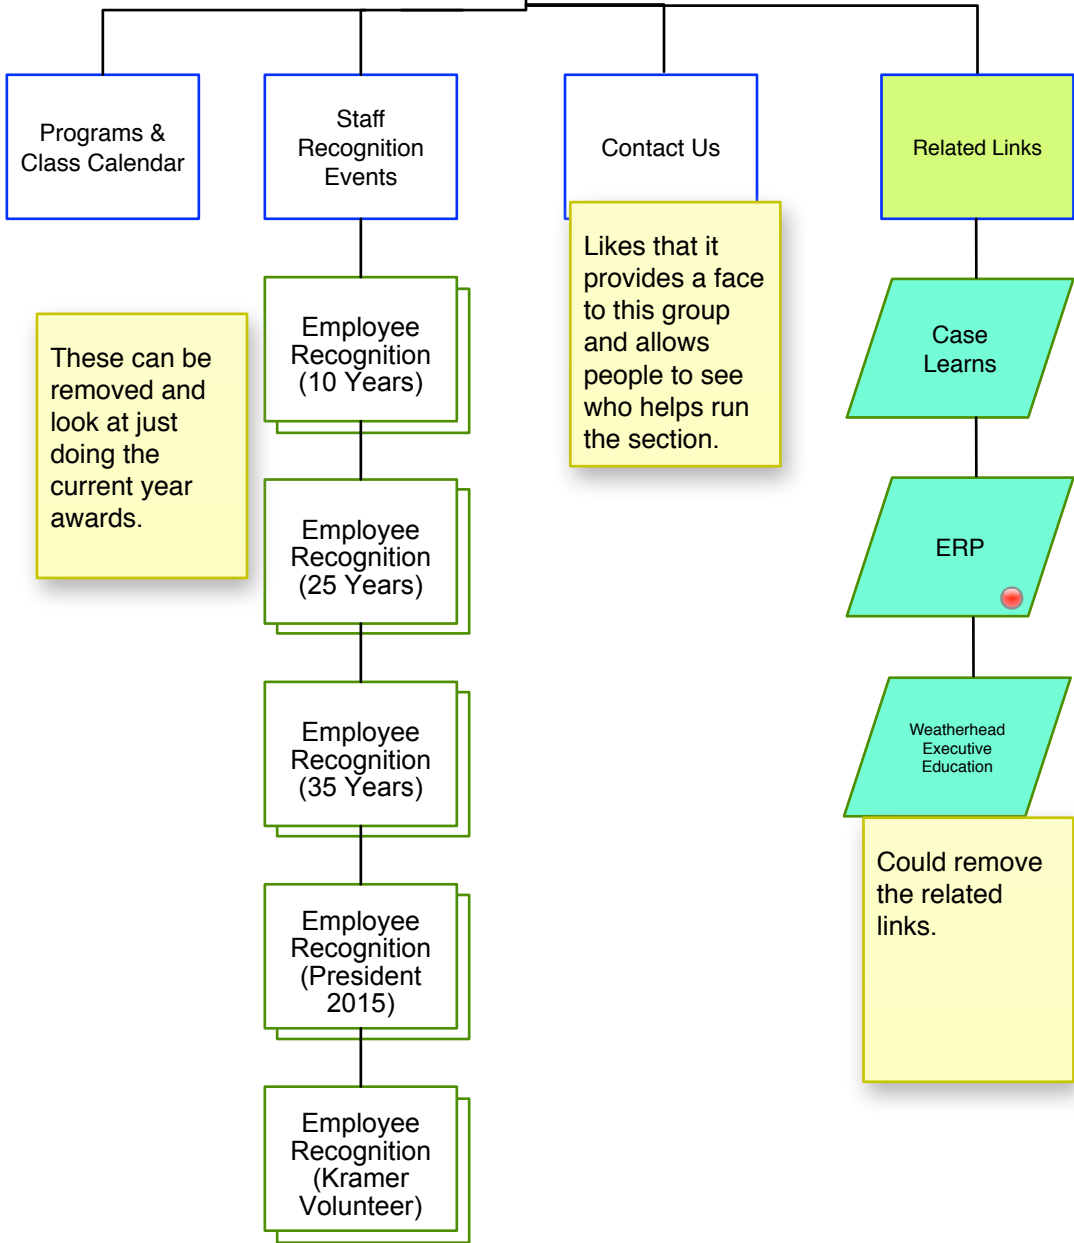 Programs &
Class Calendar
Staff
Recognition
Events
Contact Us
Related Links
Likes that it
provides a face
to this group
and allows
people to see
who helps run
the section.
These can be
removed and
look at just
doing the
current year
awards.
Employee
Recognition
(10 Years)
Employee
Recognition
(25 Years)
Employee
Recognition
(35 Years)
Employee
Recognition
(President
2015)
Employee
Recognition
(Kramer
Volunteer)
Case
Learns
ERP
Weatherhead
Executive
Education
Could remove
the related
links.